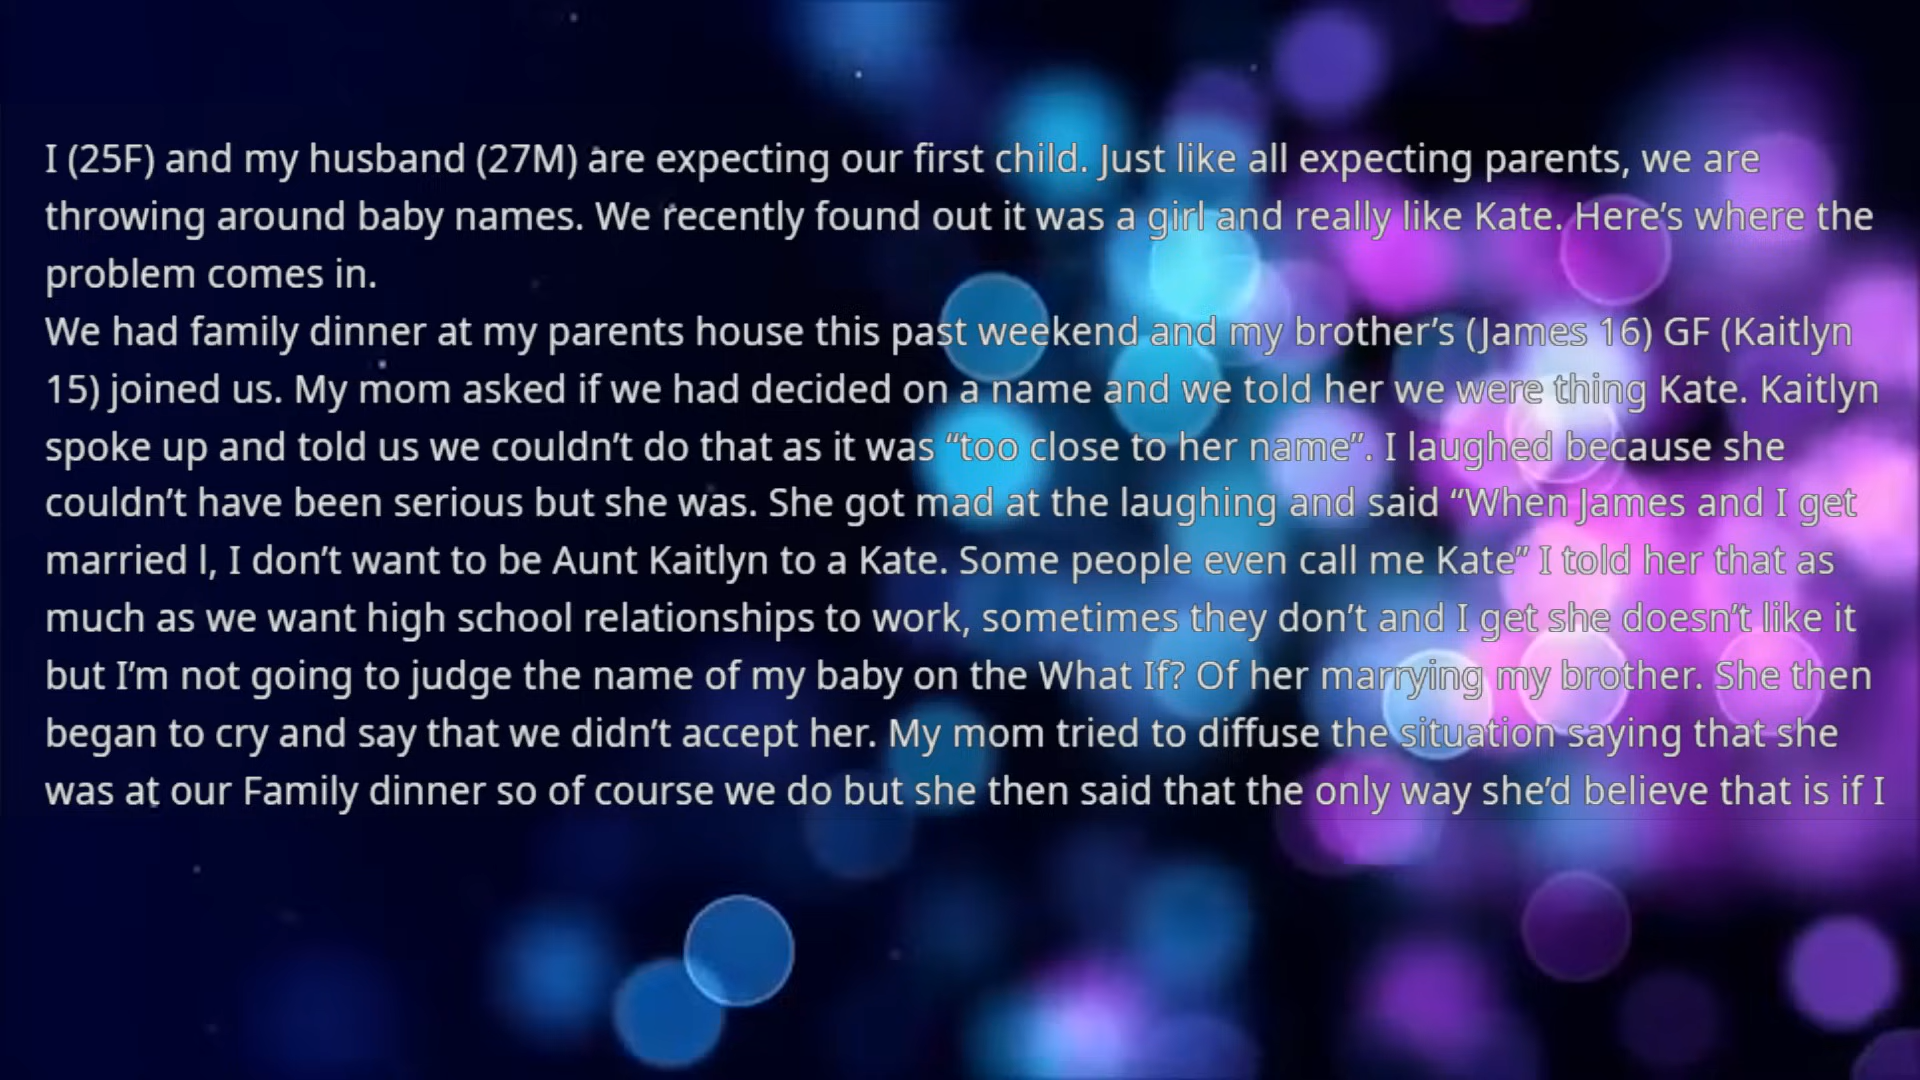 I (25F) and my husband (27M) are expecting our first child. Just like all expecting parents, we are
throwing around baby names. We recently found out it was a girl and really like Kate. Here’s where the
problem comes in.
We had family dinner at my parents house this past weekend and my brother’s (James 16) GF (Kaitlyn
15) joined us. My mom asked if we had decided on a name and we told her we were thing Kate. Kaitlyn
spoke up and told us we couldn’t do that as it was “too close to her name”. I laughed because she
couldn’t have been serious but she was. She got mad at the laughing and said “When James and I get
married l, I don’t want to be Aunt Kaitlyn to a Kate. Some people even call me Kate” I told her that as
much as we want high school relationships to work, sometimes they don’t and I get she doesn’t like it
but I’m not going to judge the name of my baby on the What If? Of her marrying my brother. She then
began to cry and say that we didn’t accept her. My mom tried to diffuse the situation saying that she
was at our Family dinner so of course we do but she then said that the only way she’d believe that is if I